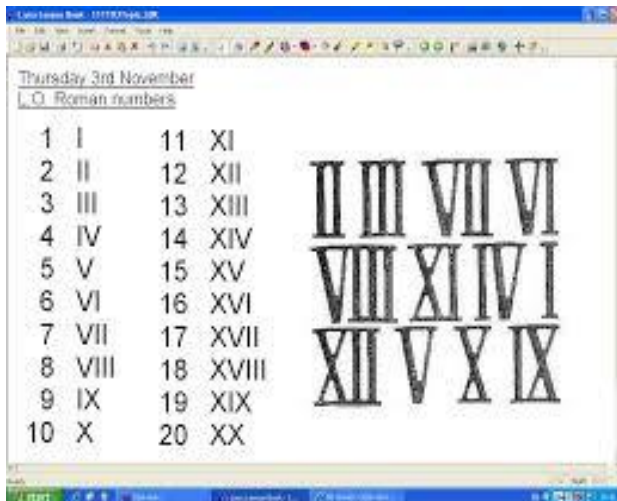 Thursday 3rd November
L.O. Roman numbers
1 I
2 II
3 III
4 IV
5 V
6 VI
7 VII
8 VIII
9 IX
10 X
11 XI
12 XII
13 XIII
14 XIV
15 XV
16 XVI
17 XVII
18 XVIII
19 XIX
20 XX
II III VII VI
VIII XI IV I
XII V X IX
start